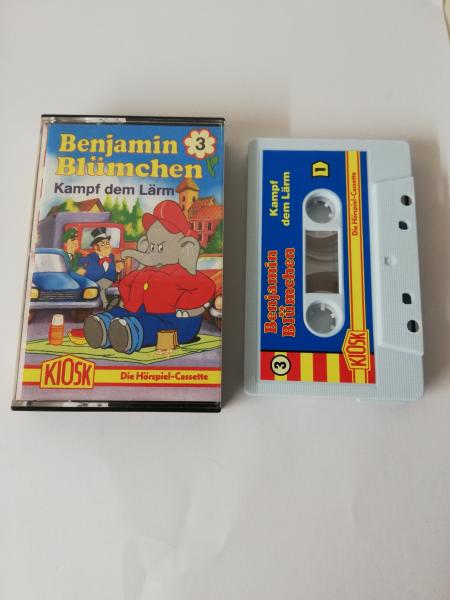 Benjamin
Blümchen
3
Kampf dem Lärm
KIOSK
Die Hörspiel-Cassette
Kampf
dem Lärm
1
Die Hörspiel-Cassette
3
Benjamin
Blümchen
KIOSK